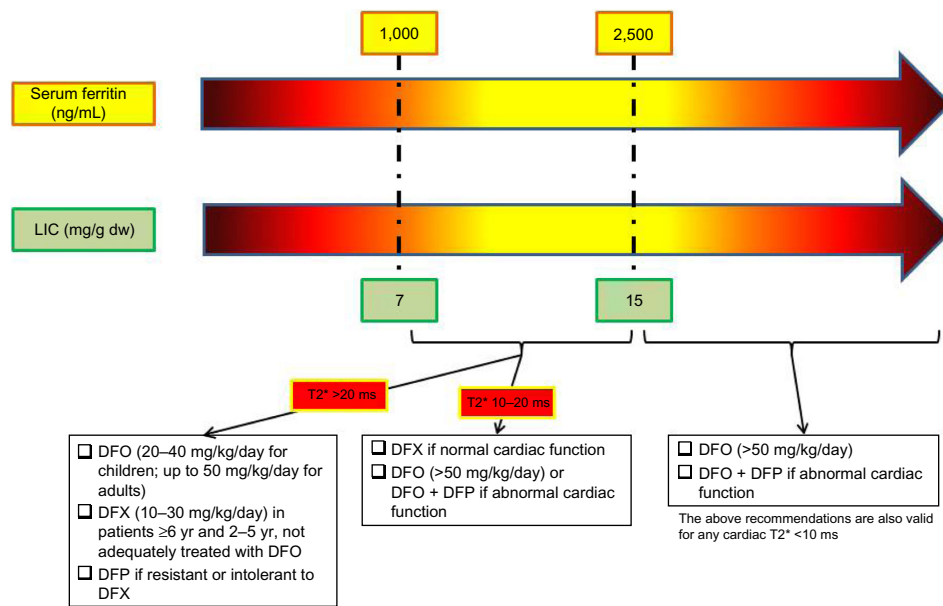 1,000
2,500
Serum ferritin
(ng/mL)
LIC (mg/g dw)
7
15
T2* >20 ms
T2* 10–20 ms
❑ DFO (20–40 mg/kg/day for
children; up to 50 mg/kg/day for
adults)
❑ DFX (10–30 mg/kg/day) in
patients ≥6 yr and 2–5 yr, not
adequately treated with DFO
❑ DFP if resistant or intolerant to
DFX
❑ DFX if normal cardiac function
❑ DFO (>50 mg/kg/day) or
DFO + DFP if abnormal cardiac
function
❑ DFO (>50 mg/kg/day)
❑ DFO + DFP if abnormal cardiac
function
The above recommendations are also valid
for any cardiac T2* <10 ms